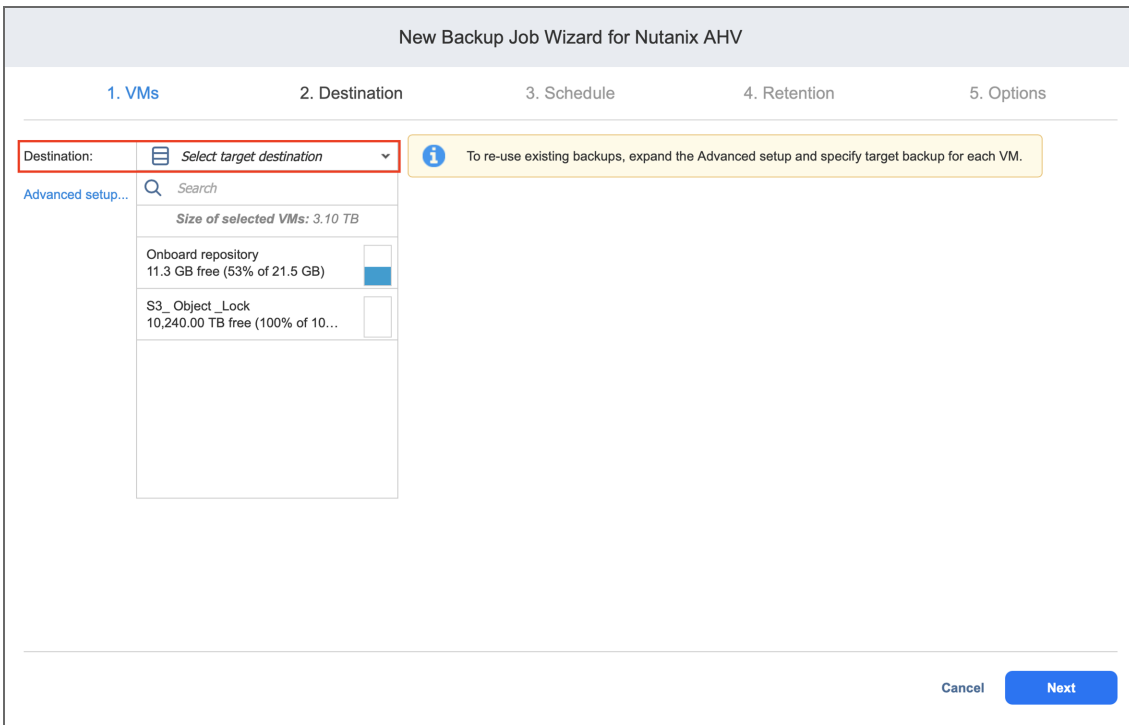 New Backup Job Wizard for Nutanix AHV
1. VMs 2. Destination 3. Schedule 4. Retention 5. Options
Destination: Select target destination
To re-use existing backups, expand the Advanced setup and specify target backup for each VM.
Advanced setup...
Search
Size of selected VMs: 3.10 TB
Onboard repository
11.3 GB free (53% of 21.5 GB)
S3_ Object _Lock
10,240.00 TB free (100% of 10...
Cancel Next